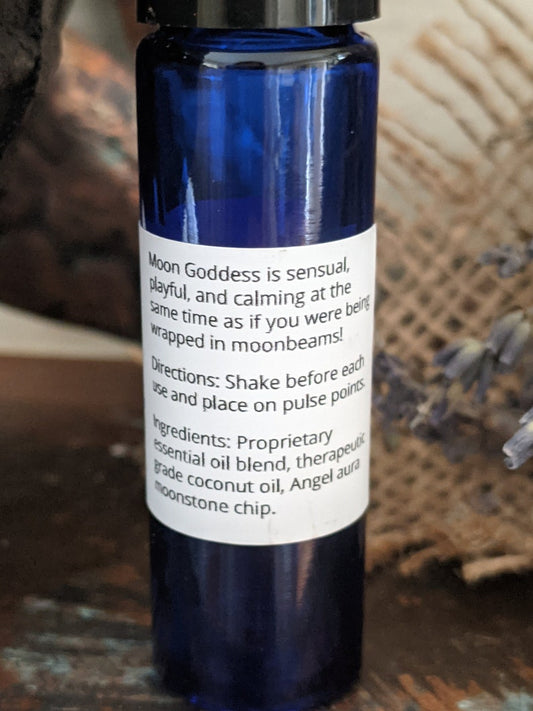 Moon Goddess is sensual,
playful, and calming at the
same time as if you were being
wrapped in moonbeams!
Directions: Shake before each
use and place on pulse points.
Ingredients: Proprietary
essential oil blend, therapeutic
grade coconut oil, Angel aura
moonstone chip.